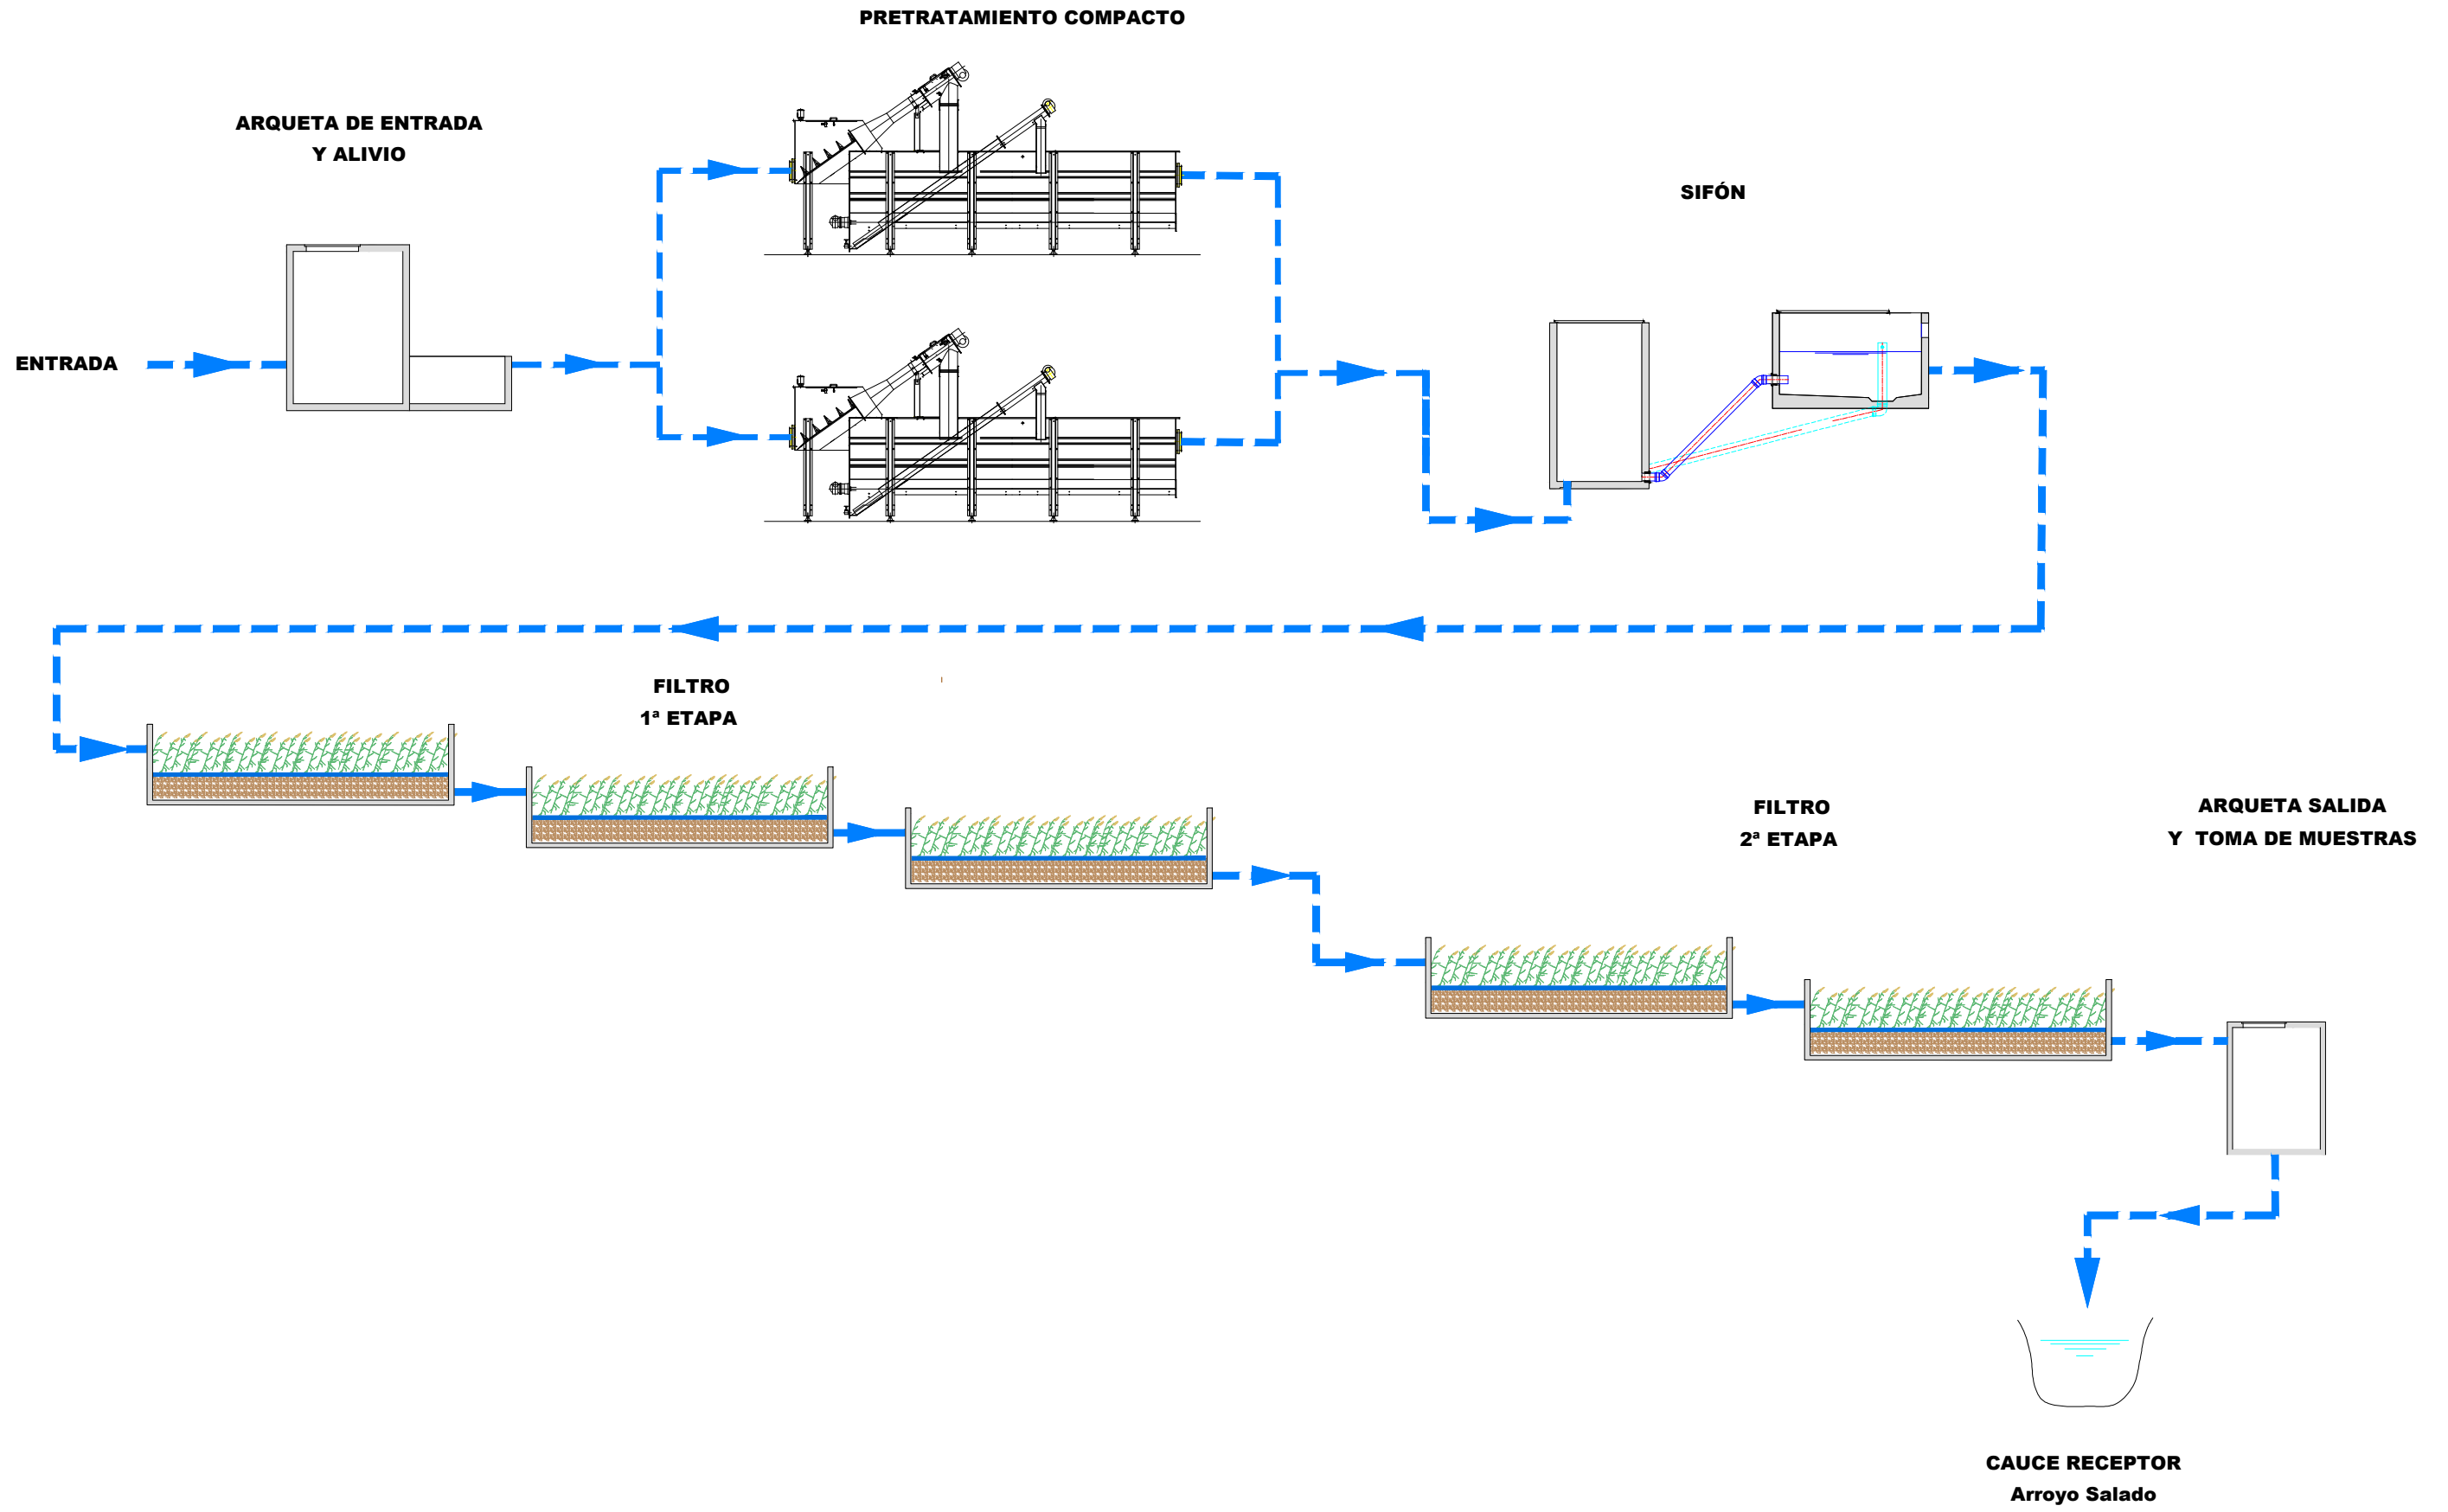 PRETRATAMIENTO COMPACTO
ARQUETA DE ENTRADA
Y ALIVIO
SIFÓN
ENTRADA
FILTRO
1ª ETAPA
FILTRO
2ª ETAPA
ARQUETA SALIDA
Y TOMA DE MUESTRAS
CAUCE RECEPTOR
Arroyo Salado